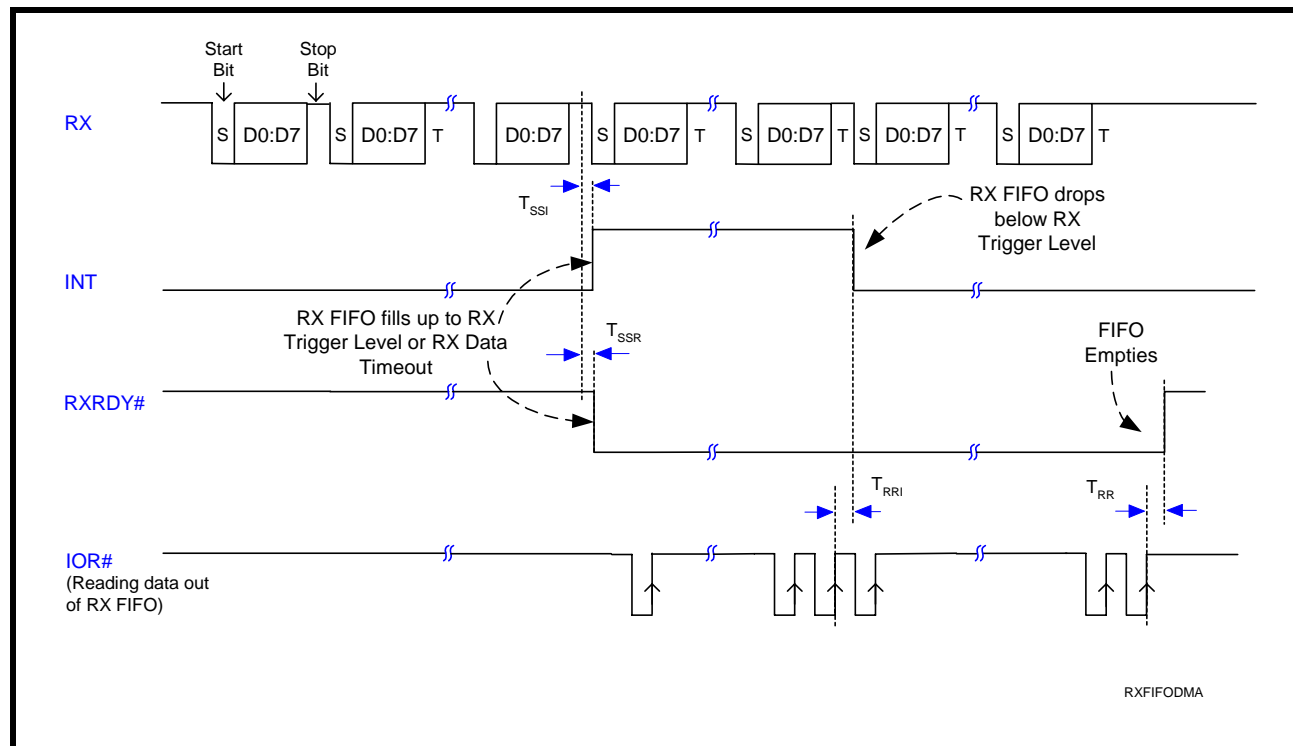 Start
Bit
Stop
Bit
RX
S D0:D7 S D0:D7 T D0:D7 S D0:D7 T S D0:D7 T S D0:D7 T S D0:D7 T
TSSI
RX FIFO drops
below RX
Trigger Level
INT
RX FIFO fills up to RX
Trigger Level or RX Data
Timeout
TSSR
FIFO
Empties
RXRDY#
TRRI
TRR
IOR#
(Reading data out
of RX FIFO)
RXFIFODMA